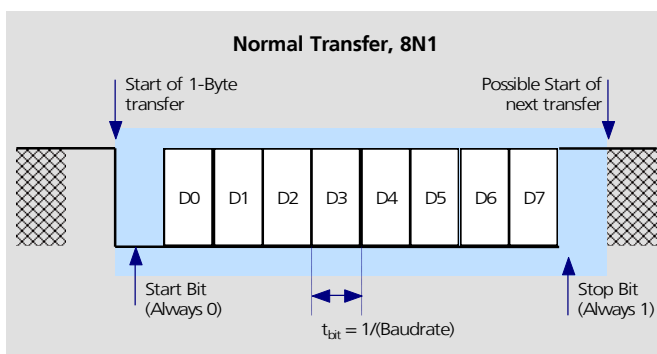 Normal Transfer, 8N1
Start of 1-Byte
transfer
Possible Start of
next transfer
D0 D1 D2 D3 D4 D5 D6 D7
Start Bit
(Always 0)
Stop Bit
(Always 1)
t_bit = 1/(Baudrate)